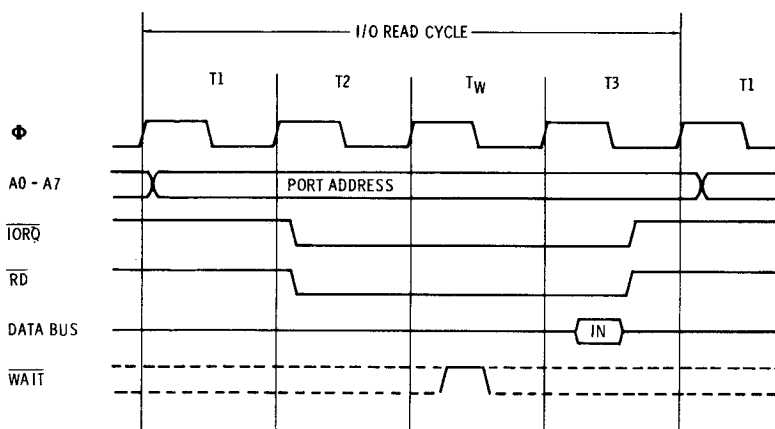 I/O READ CYCLE
T1 T2 TW T3 T1
Φ
A0 - A7 PORT ADDRESS
IORQ
RD
DATA BUS IN
WAIT